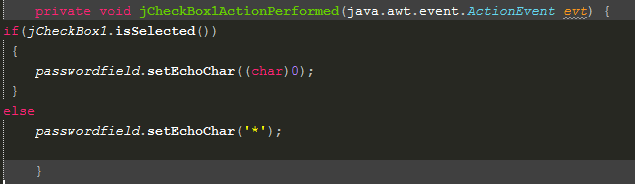 private void jCheckBox1ActionPerformed(java.awt.event.ActionEvent evt) {
if(jCheckBox1.isSelected())
{
passwordfield.setEchoChar((char)0);
}
else
passwordfield.setEchoChar('*');
}